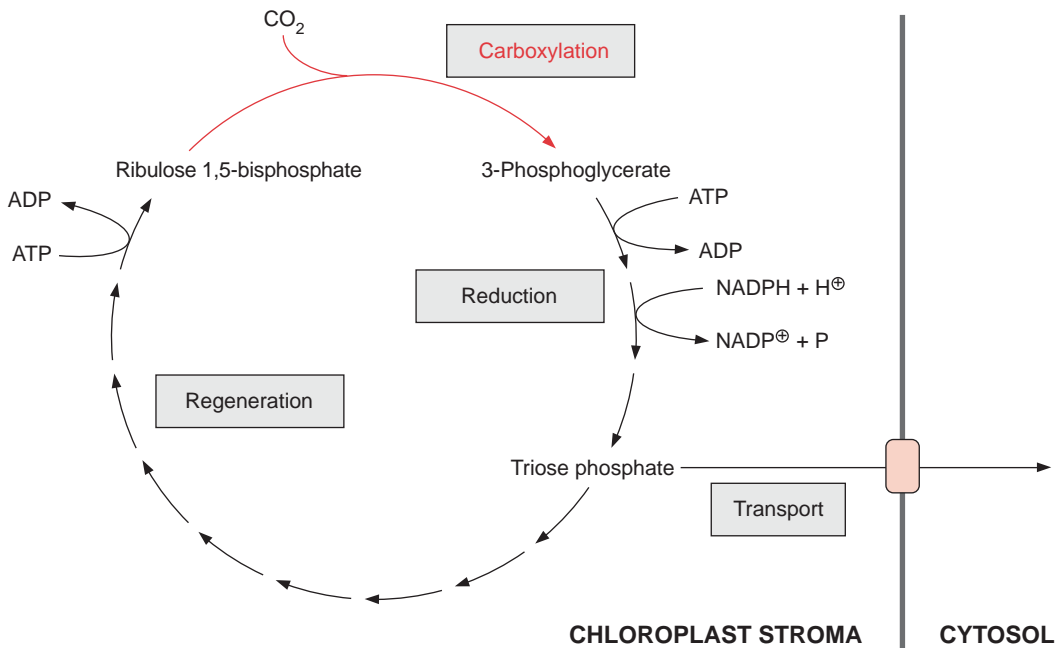 CO₂
Carboxylation
Ribulose 1,5-bisphosphate
3-Phosphoglycerate
ADP
ATP
ATP
ADP
Reduction
NADPH + H⊕
NADP⊕ + P
Regeneration
Triose phosphate
Transport
CHLOROPLAST STROMA
CYTOSOL